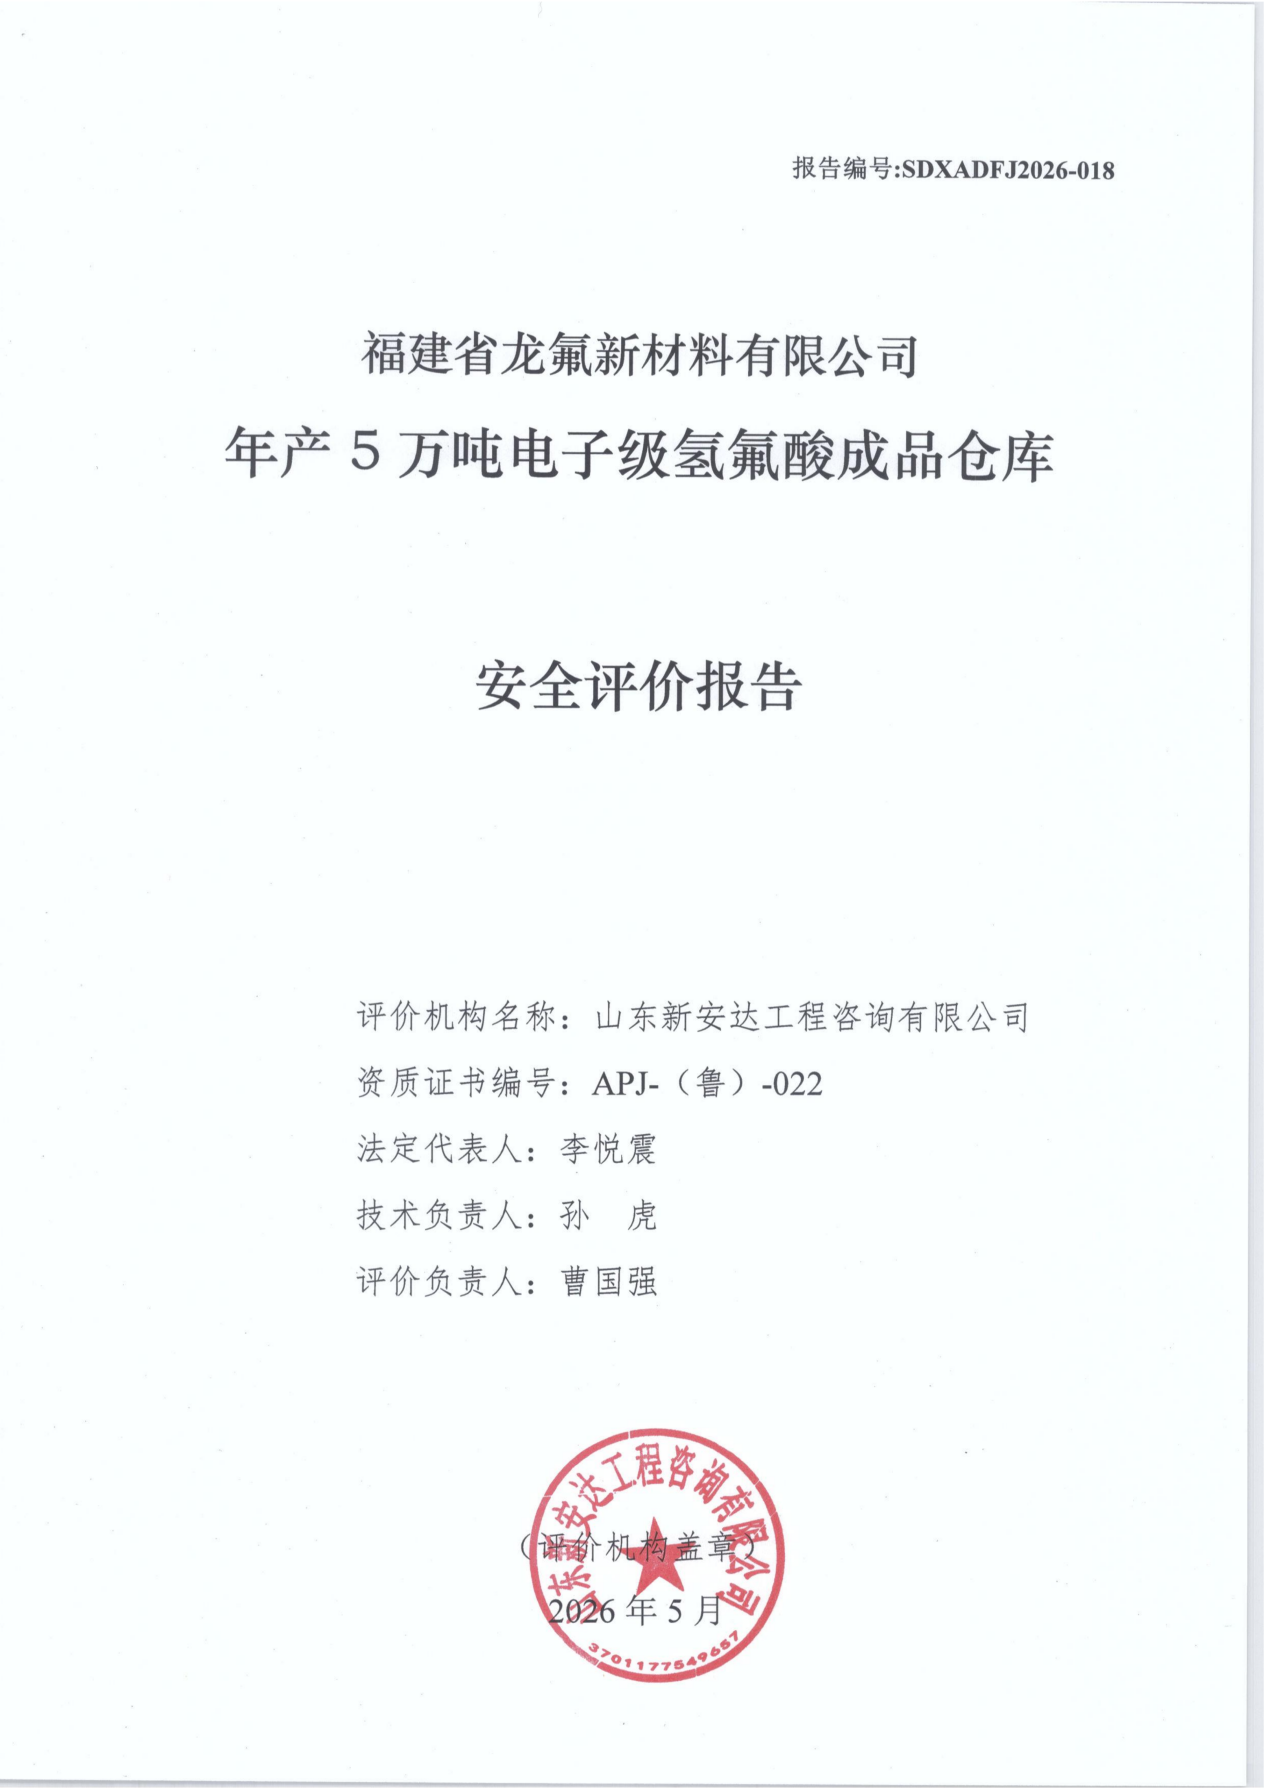 报告编号:SDXADFJ2026-018
福建省龙氟新材料有限公司
年产 5 万吨电子级氢氟酸成品仓库
安全评价报告
评价机构名称：山东新安达工程咨询有限公司
资质证书编号：APJ-（鲁）-022
法定代表人：李悦震
技术负责人：孙　虎
评价负责人：曹国强
山东新安达工程咨询有限公司
（评价机构盖章）
2026 年 5 月
3701177549657